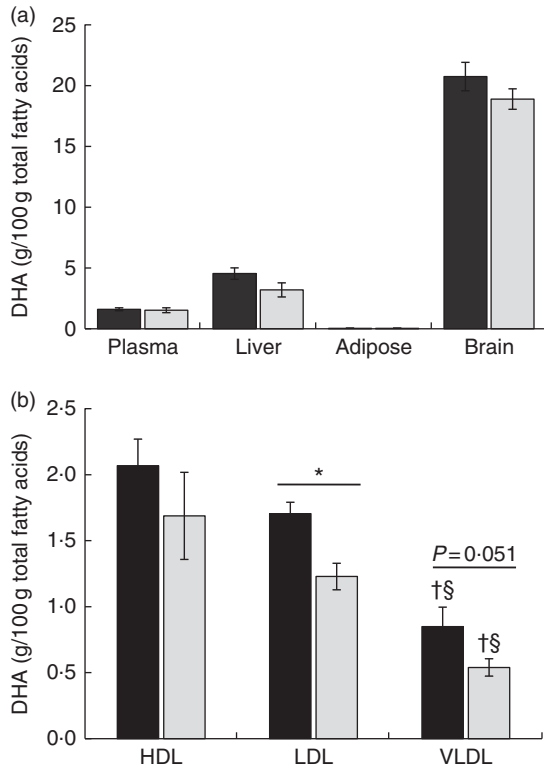 (a)
25
20
15
10
5
0
DHA (g/100 g total fatty acids)
Plasma Liver Adipose Brain
(b)
2·5
2·0
1·5
1·0
0·5
0·0
DHA (g/100 g total fatty acids)
*
P = 0·051
†§
†§
HDL LDL VLDL